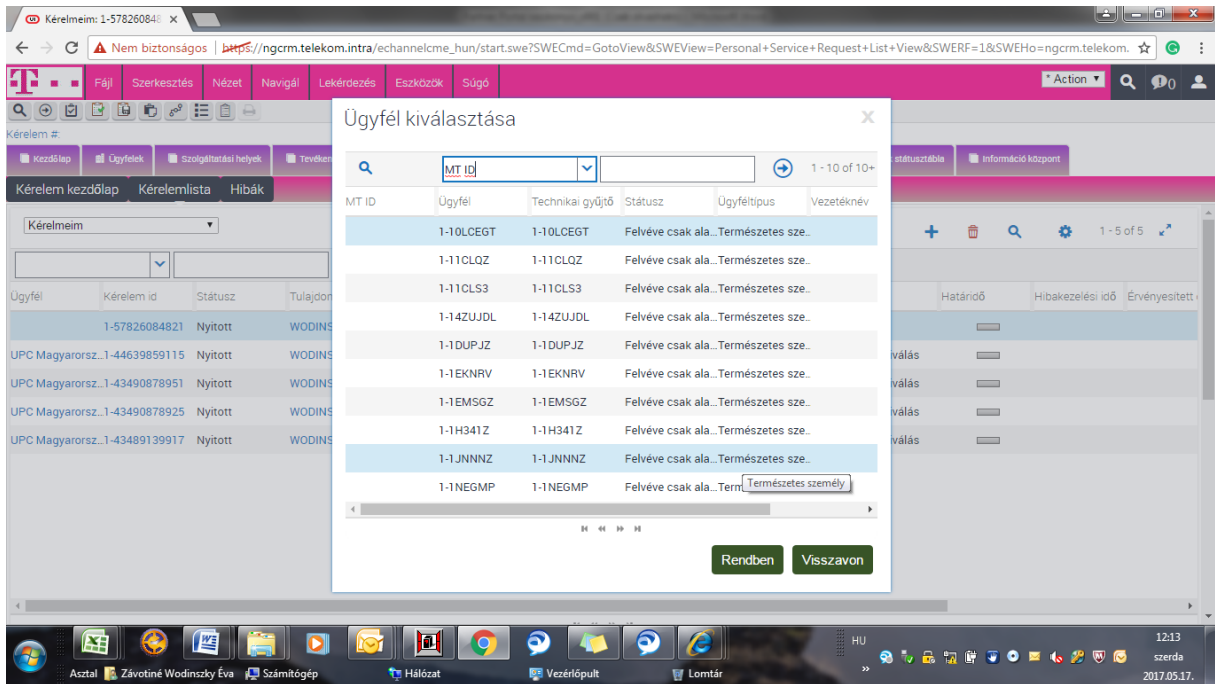 Kérelmeim: 1-57826084
Nem biztonságos | https://ngcrm.telekom.intra/echannelcme_hun/start.swe?SWECmd=GotoView&SWEView=Personal+Service+Request+List+View&SWERF=1&SWEHo=ngcrm.telekom.
Fájl Szerkesztés Nézet Navigál Lekérdezés Eszközök Súgó * Action 0
Kérelem #:
Kezdőlap Ügyfelek Szolgáltatási helyek Tevéken státusztábla Információ központ
Kérelem kezdőlap Kérelemlista Hibák
Kérelmeim 1 - 5 of 5
Ügyfél Kérelem id Státusz Tulajdon Határidő Hibakezelési idő Érvényesített
1-57826084821 Nyitott WODINS
UPC Magyarorsz... 1-44639859115 Nyitott WODINS iválás
UPC Magyarorsz... 1-43490878951 Nyitott WODINS iválás
UPC Magyarorsz... 1-43490878925 Nyitott WODINS iválás
UPC Magyarorsz... 1-43489139917 Nyitott WODINS iválás
Ügyfél kiválasztása X
MT ID 1 - 10 of 10+
MT ID Ügyfél Technikai gyűjtő Státusz Ügyféltípus Vezetéknév
1-10LCEGT 1-10LCEGT Felvéve csak ala... Természetes sze..
1-11CLQZ 1-11CLQZ Felvéve csak ala... Természetes sze..
1-11CLS3 1-11CLS3 Felvéve csak ala... Természetes sze..
1-14ZUJDL 1-14ZUJDL Felvéve csak ala... Természetes sze..
1-1DUPJZ 1-1DUPJZ Felvéve csak ala... Természetes sze..
1-1EKNRV 1-1EKNRV Felvéve csak ala... Természetes sze..
1-1EMSGZ 1-1EMSGZ Felvéve csak ala... Természetes sze..
1-1H341Z 1-1H341Z Felvéve csak ala... Természetes sze..
1-1JNNNZ 1-1JNNNZ Felvéve csak ala... Természetes sze..
1-1NEGMP 1-1NEGMP Felvéve csak ala... Term
Természetes személy
Rendben Visszavon
HU
12:13
szerda
2017.05.17.
Asztal Závotiné Wodinszky Éva Számítógép Hálózat Vezérlőpult Lomtár